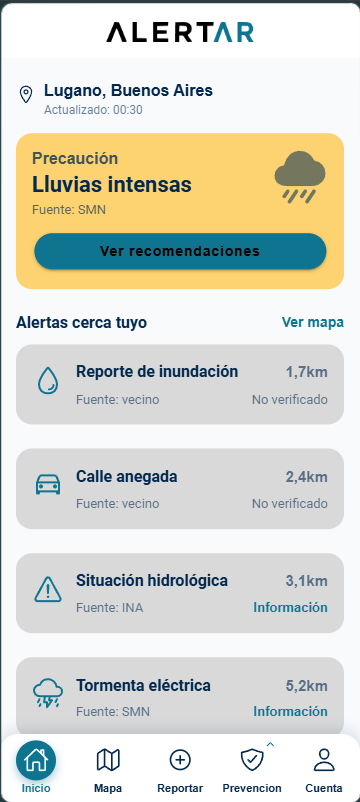 ALERTAR
Lugano, Buenos Aires
Actualizado: 00:30
Precaución
Lluvias intensas
Fuente: SMN
Ver recomendaciones
Alertas cerca tuyo Ver mapa
Reporte de inundación 1,7km
Fuente: vecino No verificado
Calle anegada 2,4km
Fuente: vecino No verificado
Situación hidrológica 3,1km
Fuente: INA Información
Tormenta eléctrica 5,2km
Fuente: SMN Información
Inicio Mapa Reportar Prevencion Cuenta